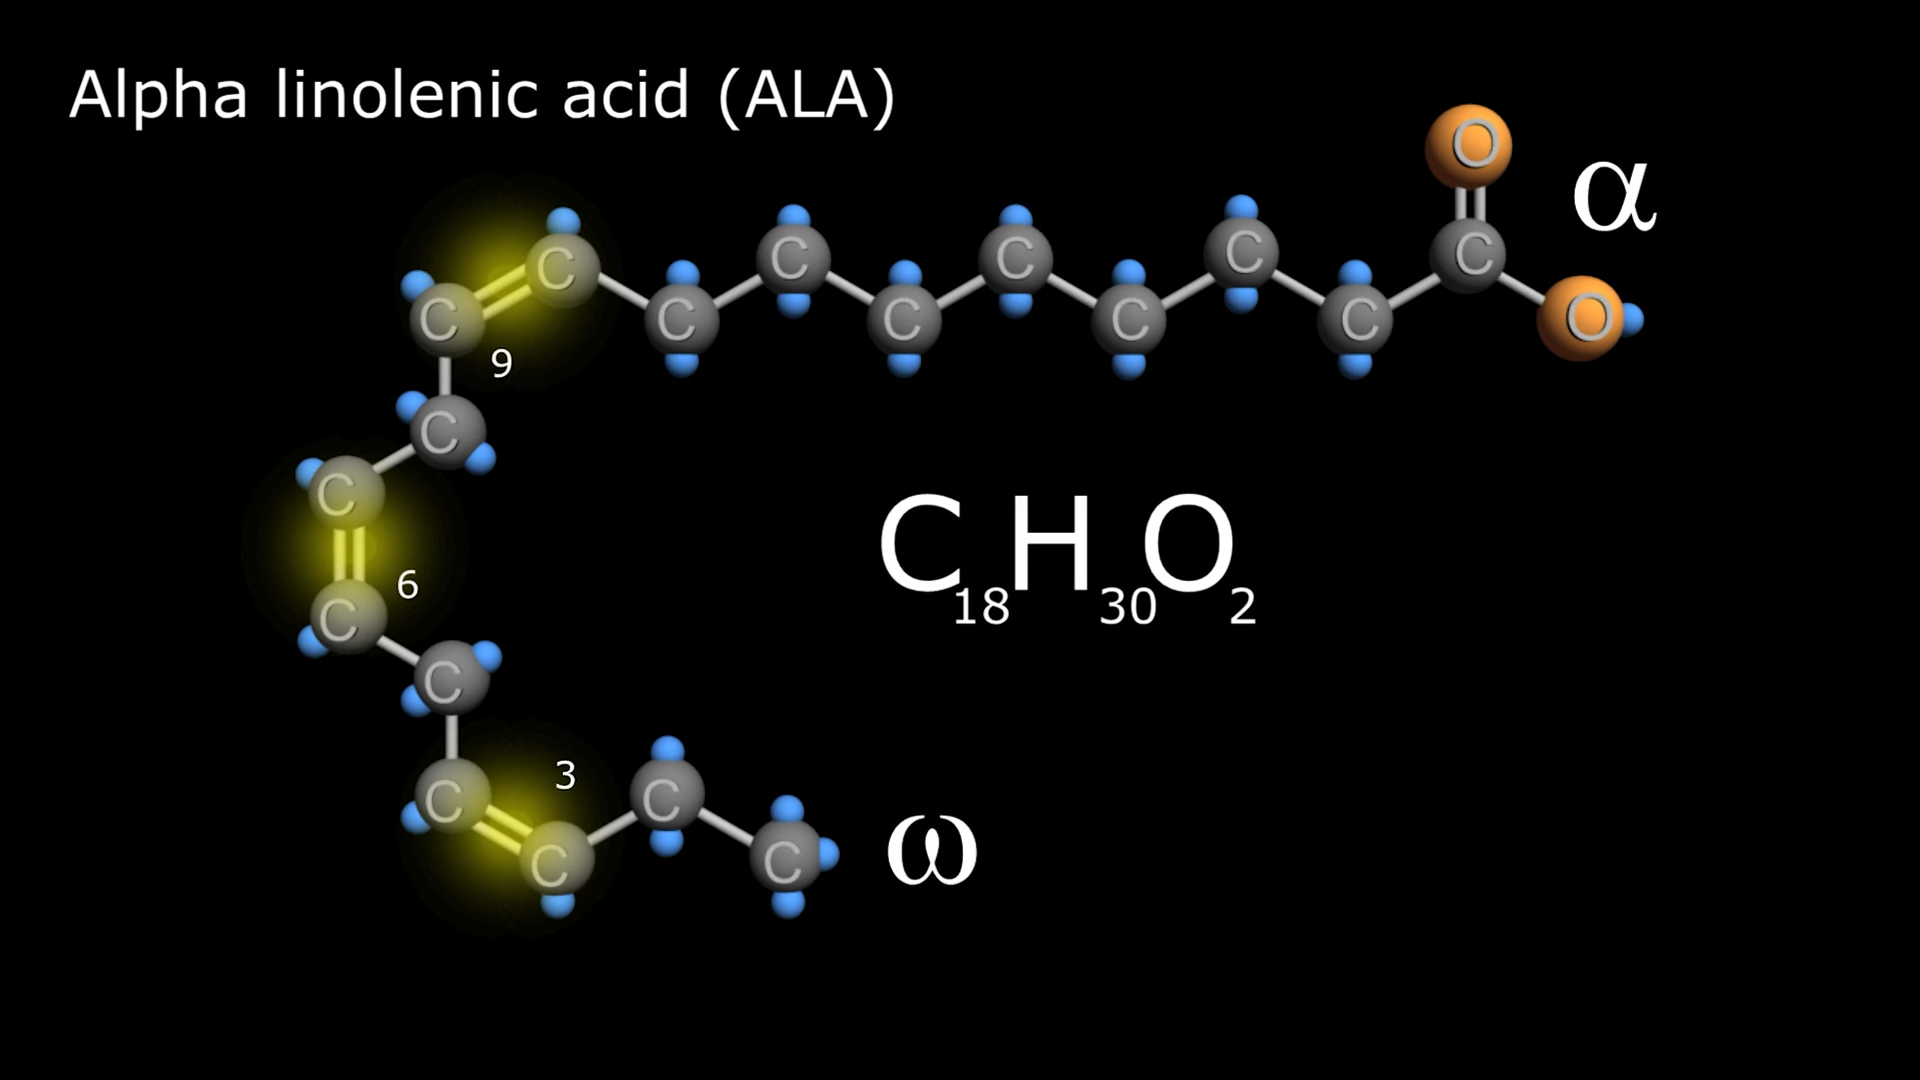 Alpha linolenic acid (ALA)
O
α
C C C C C C C C C
C O
9
C
C
6
C
C
C₁₈H₃₀O₂
3
C C
C C
ω